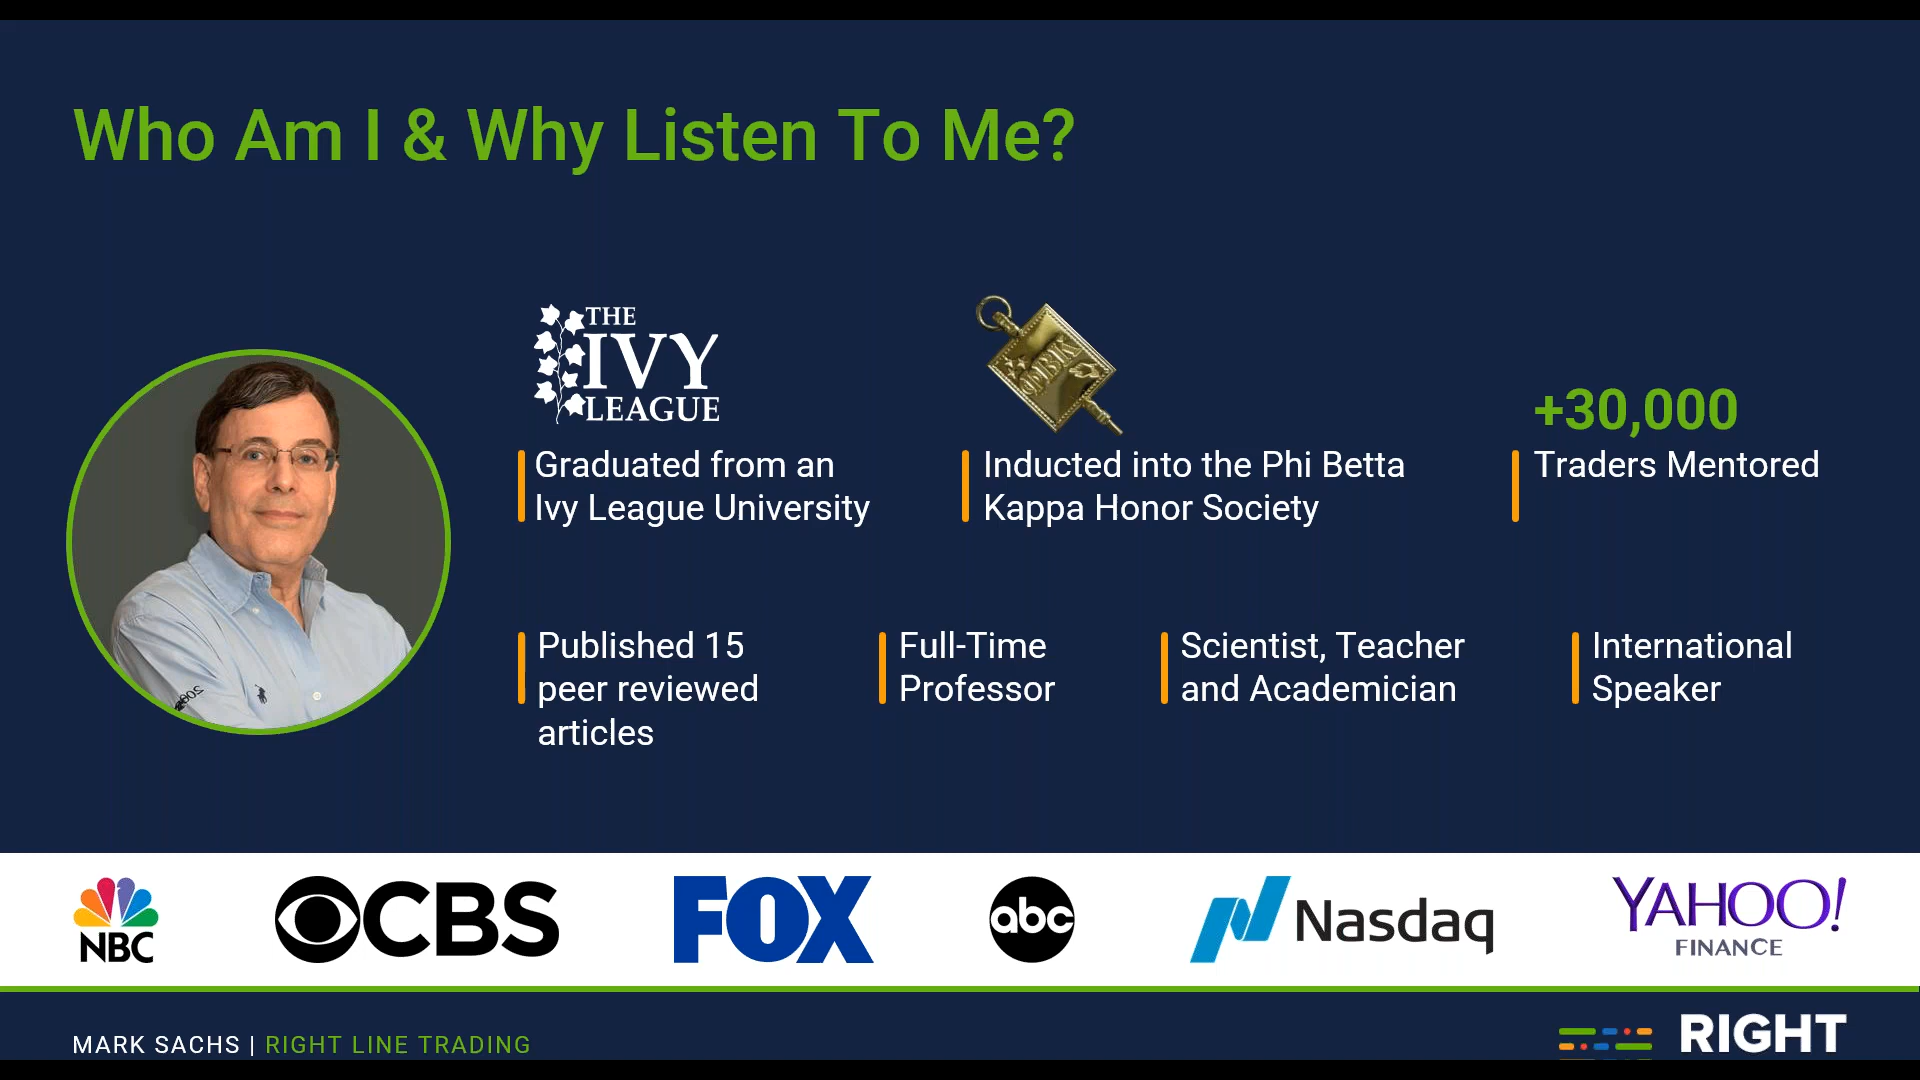 Who Am I & Why Listen To Me?
THE
IVY
LEAGUE
ΦBK
+30,000
Graduated from an
Ivy League University
Inducted into the Phi Betta
Kappa Honor Society
Traders Mentored
Published 15
peer reviewed
articles
Full-Time
Professor
Scientist, Teacher
and Academician
International
Speaker
NBC
CBS
FOX
abc
Nasdaq
YAHOO!
FINANCE
MARK SACHS | RIGHT LINE TRADING
RIGHT